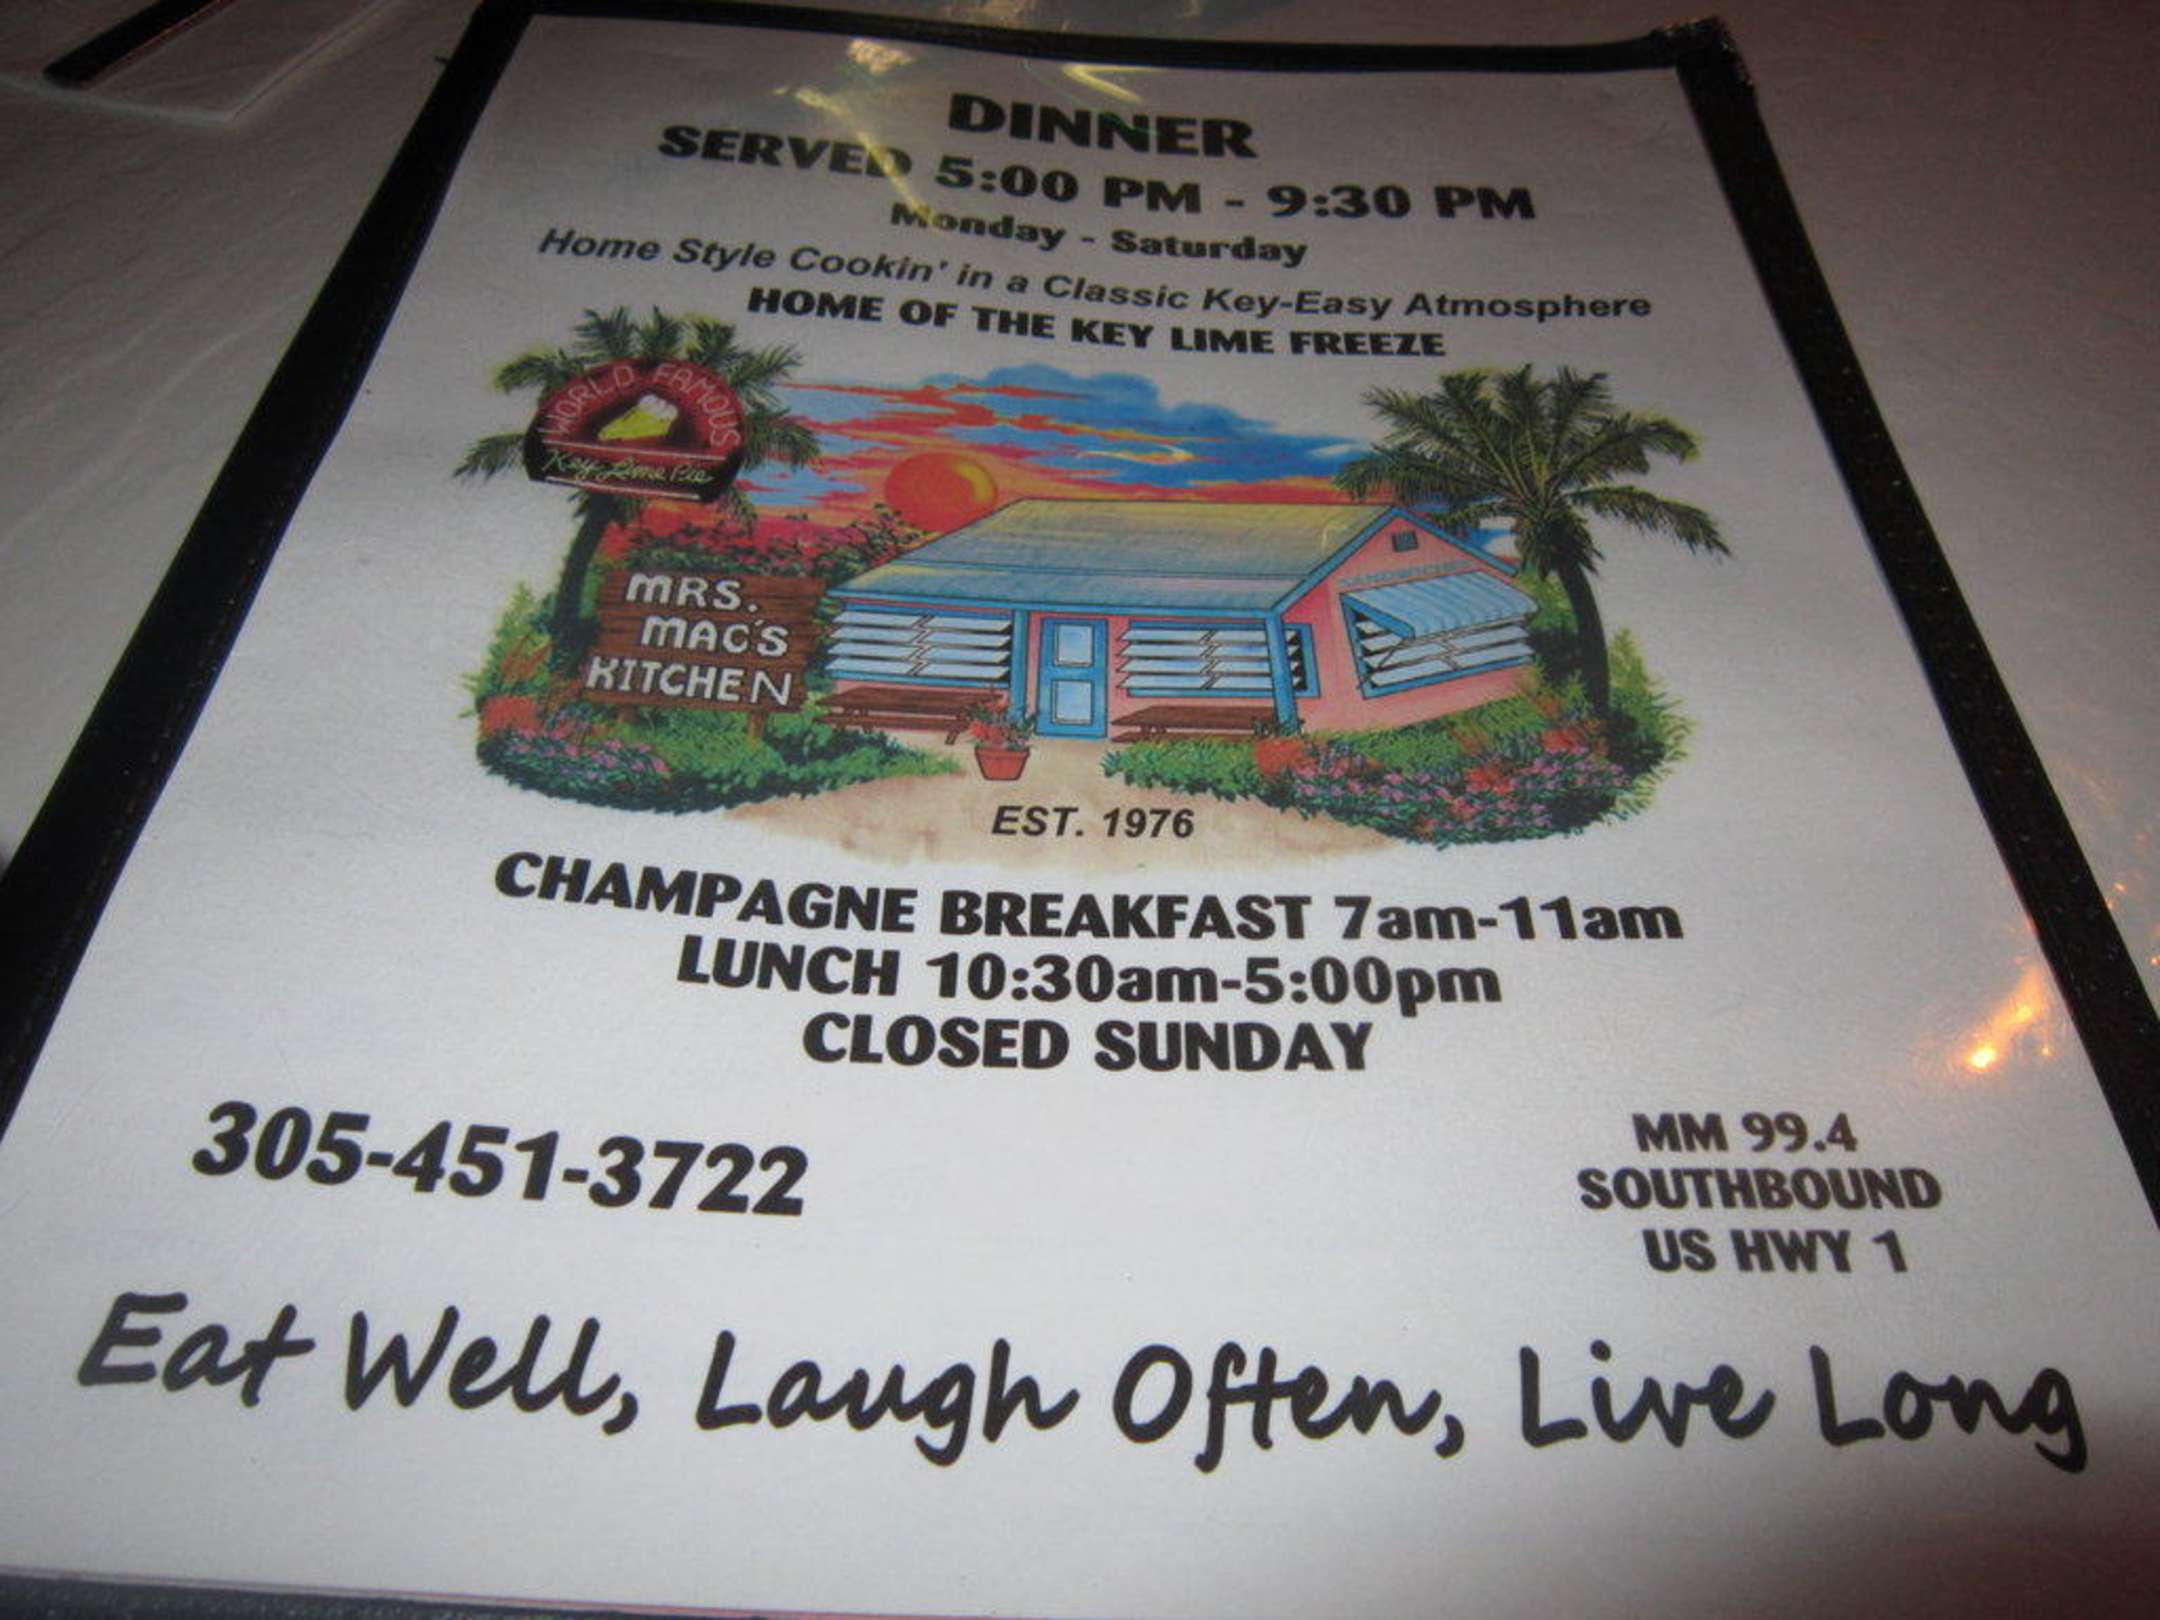 DINNER
SERVED 5:00 PM - 9:30 PM
Monday - Saturday
Home Style Cookin' in a Classic Key-Easy Atmosphere
HOME OF THE KEY LIME FREEZE
WORLD FAMOUS
Key Lime Pie
SANDWICHES
MRS.
MAC'S
KITCHEN
EST. 1976
CHAMPAGNE BREAKFAST 7am-11am
LUNCH 10:30am-5:00pm
CLOSED SUNDAY
305-451-3722
MM 99.4
SOUTHBOUND
US HWY 1
Eat Well, Laugh Often, Live Long